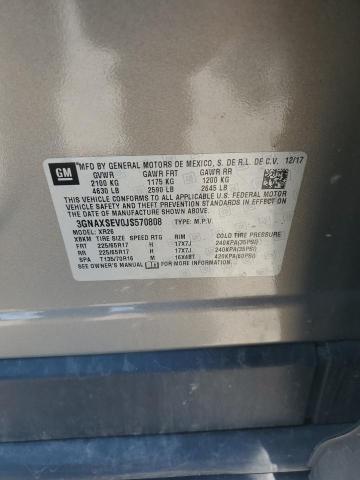 GM
MFD BY GENERAL MOTORS DE MEXICO, S. DE R.L. DE C.V. 12/17
GVWR GAWR FRT GAWR RR
2100 KG 1175 KG 1200 KG
4630 LB 2590 LB 2645 LB
THIS VEHICLE CONFORMS TO ALL APPLICABLE U.S. FEDERAL MOTOR
VEHICLE SAFETY, BUMPER, AND THEFT PREVENTION STANDARDS
IN EFFECT ON THE DATE OF MANUFACTURE SHOWN ABOVE.
3GNAXSEV0JS570808 TYPE: M.P.V.
MODEL: XR26
XBKM TIRE SIZE SPEED RTG RIM COLD TIRE PRESSURE
FRT 225/65R17 H 17X7J 240KPA(35PSI)
RR 225/65R17 H 17X7J 240KPA(35PSI)
SPA T135/70R16 M 16X4BT 420KPA(60PSI)
SEE OWNER'S MANUAL FOR ADDITIONAL INFORMATION.